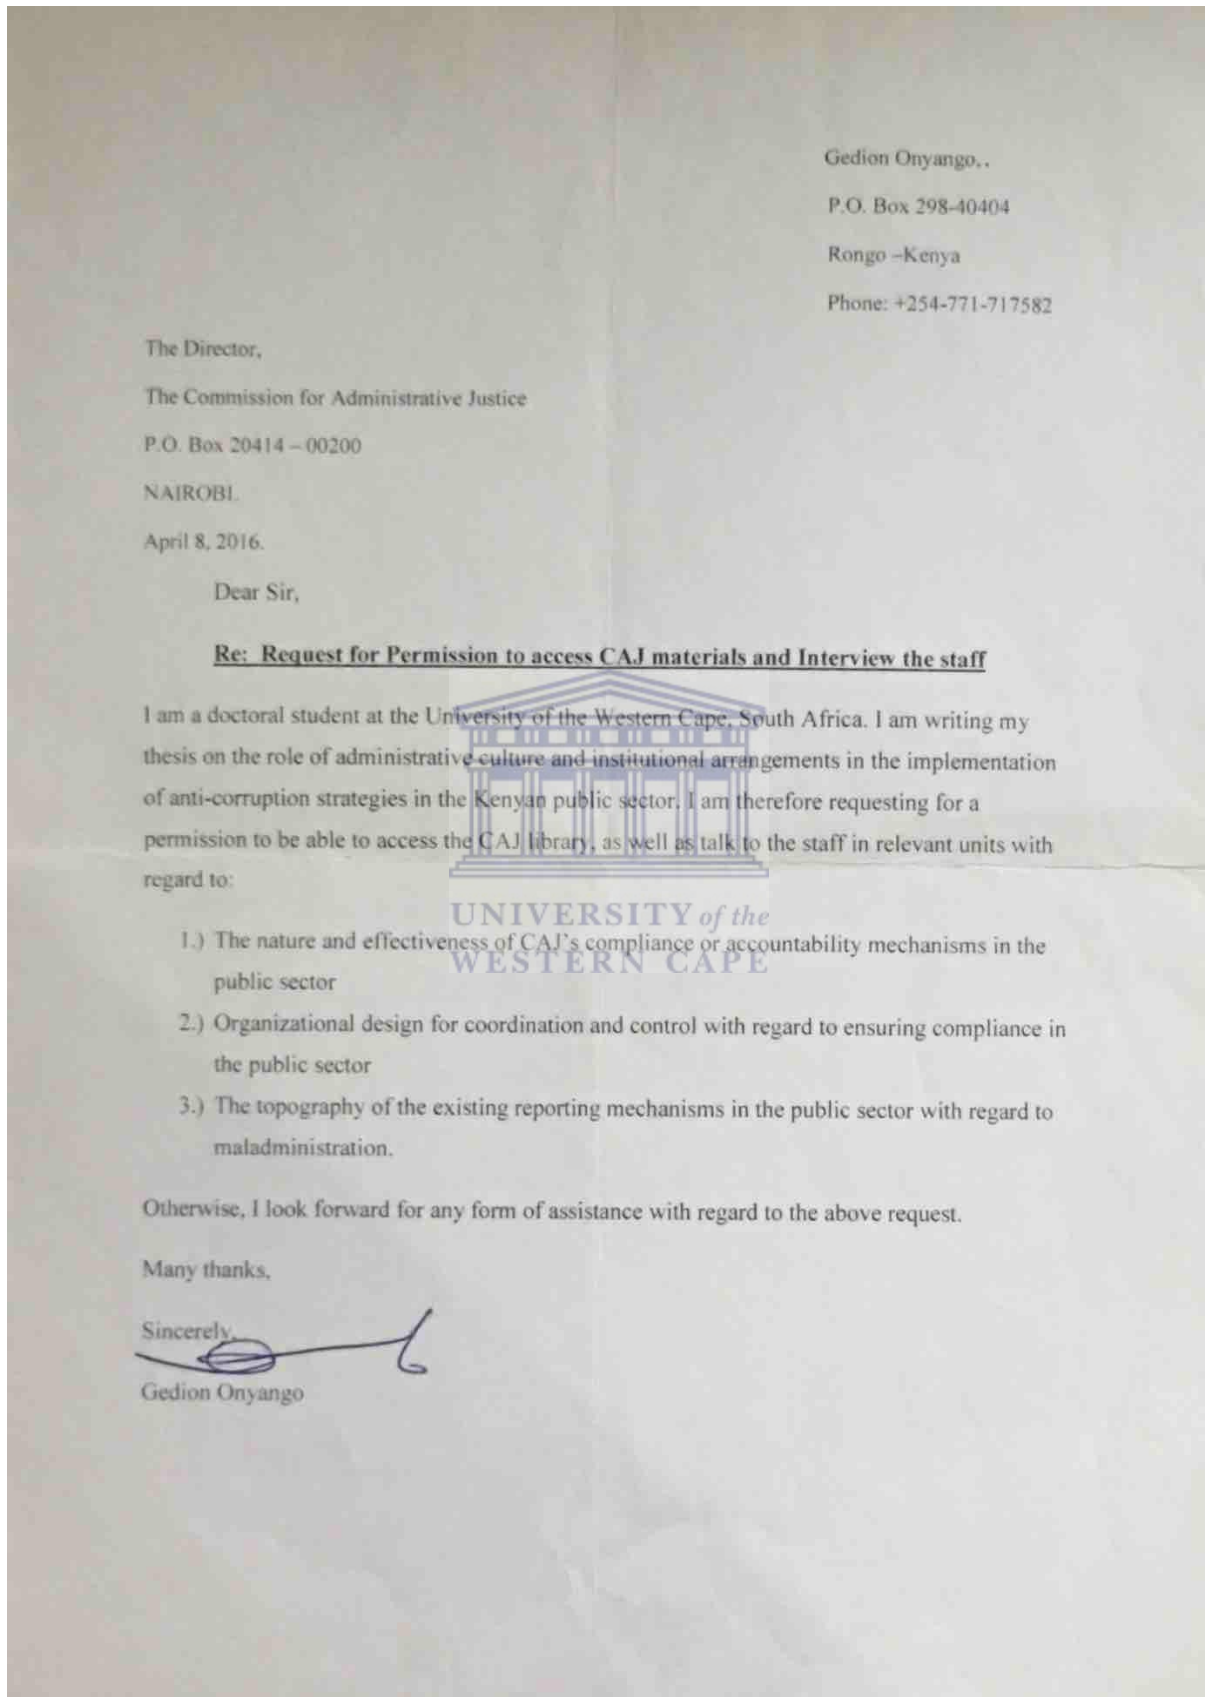 Gedion Onyango,.
P.O. Box 298-40404
Rongo –Kenya
Phone: +254-771-717582
The Director,
The Commission for Administrative Justice
P.O. Box 20414 – 00200
NAIROBI.
April 8, 2016.
Dear Sir,
Re: Request for Permission to access CAJ materials and Interview the staff
I am a doctoral student at the University of the Western Cape, South Africa. I am writing my
thesis on the role of administrative culture and institutional arrangements in the implementation
of anti-corruption strategies in the Kenyan public sector. I am therefore requesting for a
permission to be able to access the CAJ library, as well as talk to the staff in relevant units with
regard to:
UNIVERSITY of the
WESTERN CAPE
1.) The nature and effectiveness of CAJ's compliance or accountability mechanisms in the
public sector
2.) Organizational design for coordination and control with regard to ensuring compliance in
the public sector
3.) The topography of the existing reporting mechanisms in the public sector with regard to
maladministration.
Otherwise, I look forward for any form of assistance with regard to the above request.
Many thanks,
Sincerely,
Gedion Onyango